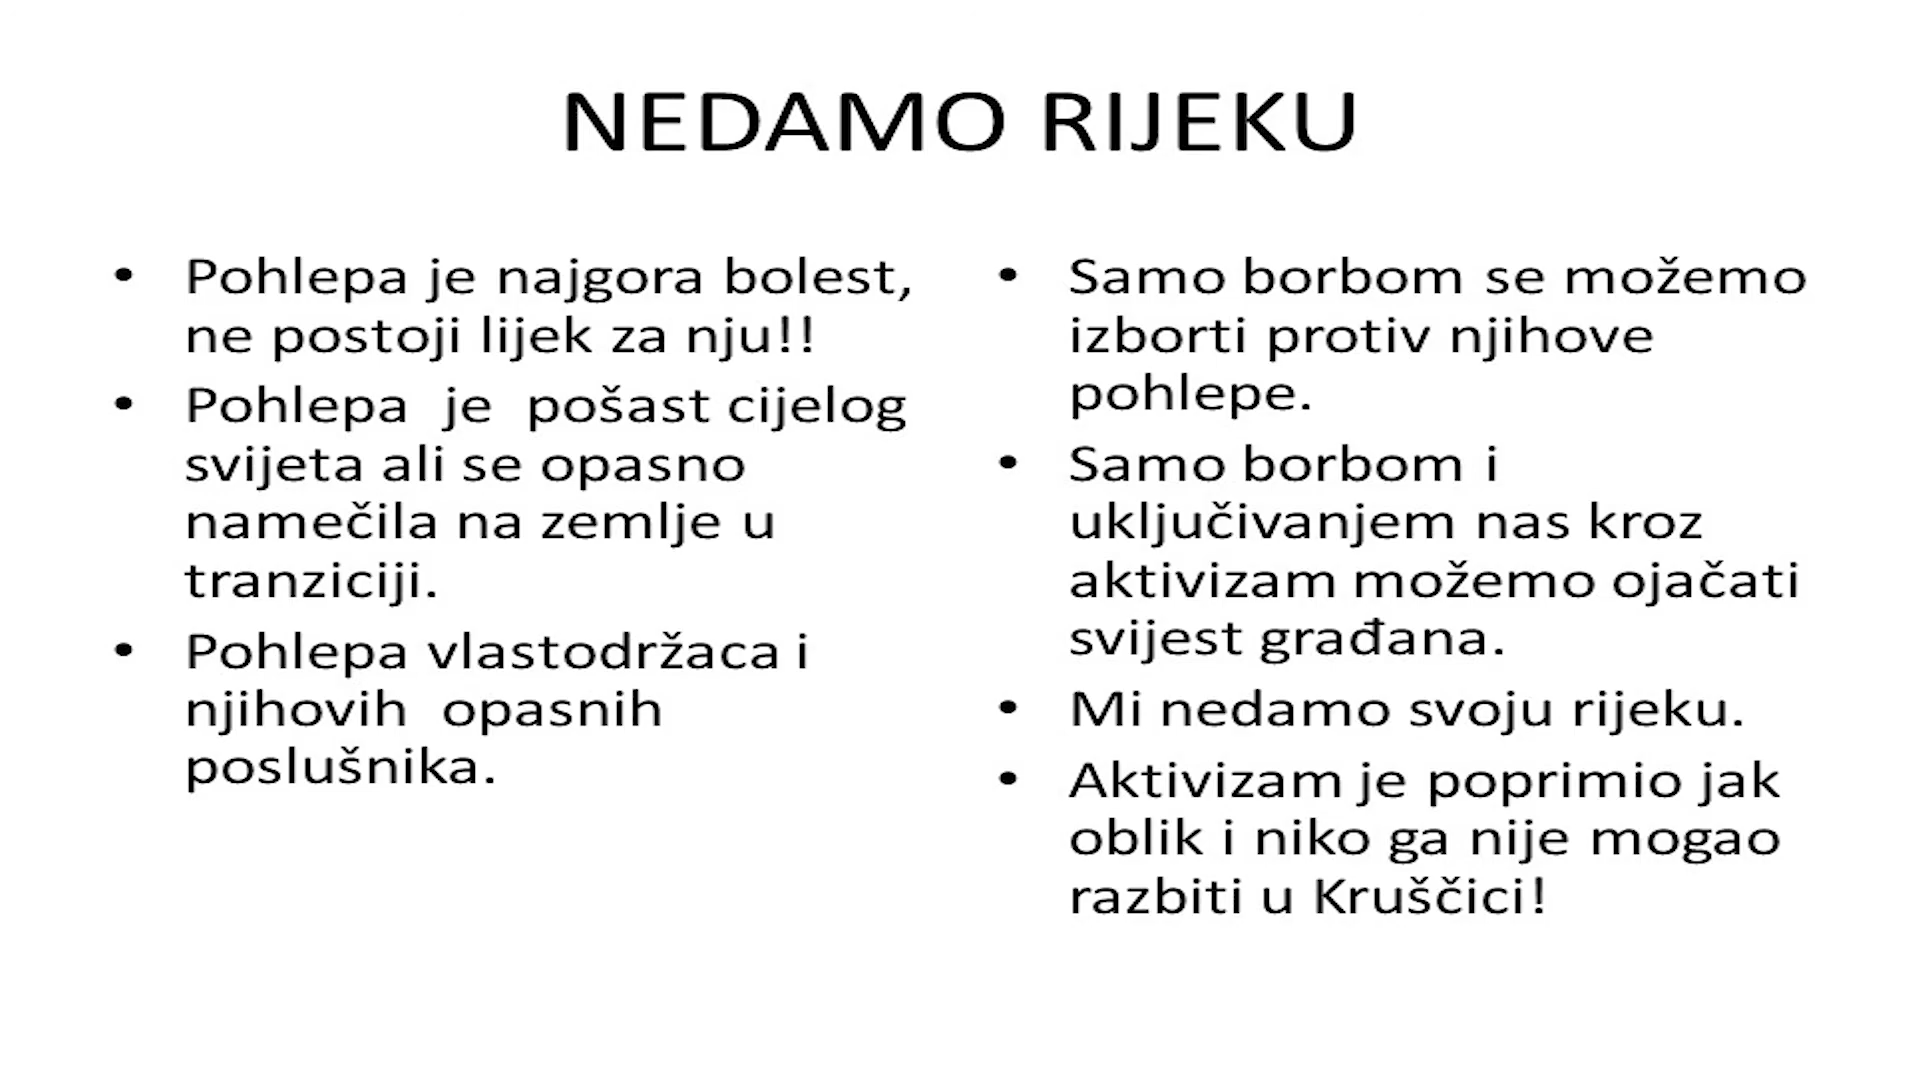 NEDAMO RIJEKU
• Pohlepa je najgora bolest,
ne postoji lijek za nju!!
• Pohlepa je pošast cijelog
svijeta ali se opasno
namečila na zemlje u
tranziciji.
• Pohlepa vlastodržaca i
njihovih opasnih
poslušnika.
• Samo borbom se možemo
izborti protiv njihove
pohlepe.
• Samo borbom i
uključivanjem nas kroz
aktivizam možemo ojačati
svijest građana.
• Mi nedamo svoju rijeku.
• Aktivizam je poprimio jak
oblik i niko ga nije mogao
razbiti u Kruščici!